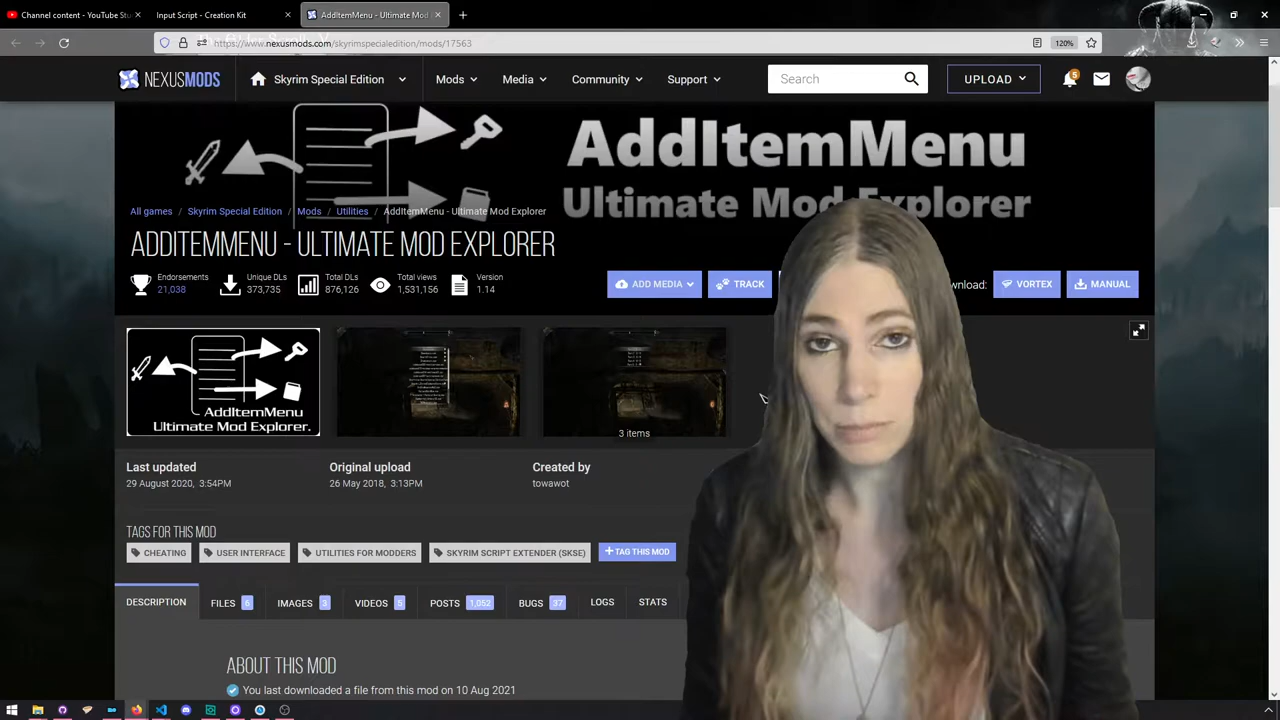 Channel content - YouTube Stu
Input Script - Creation Kit
AddItemMenu - Ultimate Mod
https://www.nexusmods.com/skyrimspecialedition/mods/17563
120%
NEXUSMODS
Skyrim Special Edition
Mods
Media
Community
Support
Search
UPLOAD
5
AddItemMenu
Ultimate Mod Explorer
All games / Skyrim Special Edition / Mods / Utilities / AddItemMenu - Ultimate Mod Explorer
ADDITEMMENU - ULTIMATE MOD EXPLORER
Endorsements
21,038
Unique DLs
373,735
Total DLs
876,126
Total views
1,531,156
Version
1.14
ADD MEDIA
TRACK
wnload:
VORTEX
MANUAL
AddItemMenu
Ultimate Mod Explorer.
3 items
Last updated
29 August 2020, 3:54PM
Original upload
26 May 2018, 3:13PM
Created by
towawot
TAGS FOR THIS MOD
CHEATING
USER INTERFACE
UTILITIES FOR MODDERS
SKYRIM SCRIPT EXTENDER (SKSE)
+ TAG THIS MOD
DESCRIPTION
FILES 6
IMAGES 3
VIDEOS 5
POSTS 1,052
BUGS 37
LOGS
STATS
ABOUT THIS MOD
You last downloaded a file from this mod on 10 Aug 2021